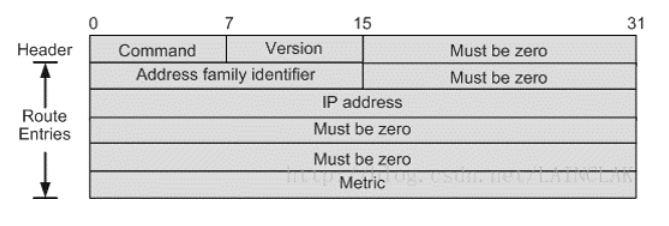 0 7 15 31
Header Command Version Must be zero
Address family identifier Must be zero
IP address
Route Entries Must be zero
Must be zero
Metric